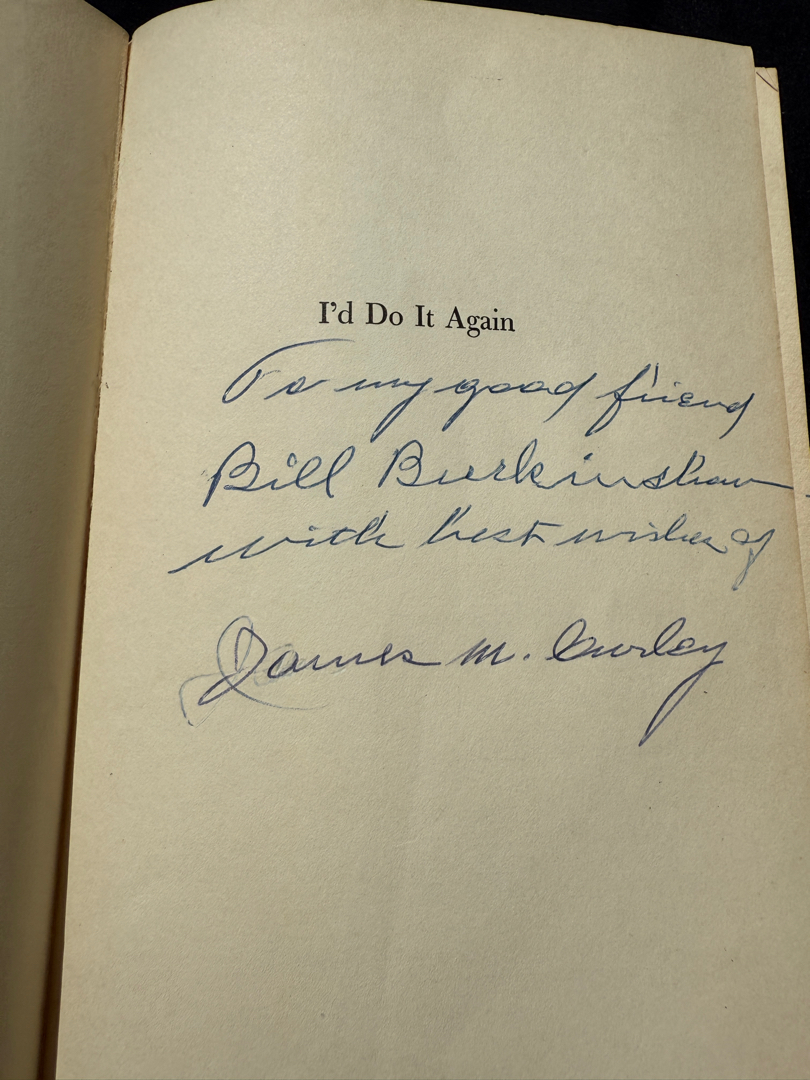 I'd Do It Again
To my good friend
Bill Burkinshaw
with best wishes of
James M. Curley